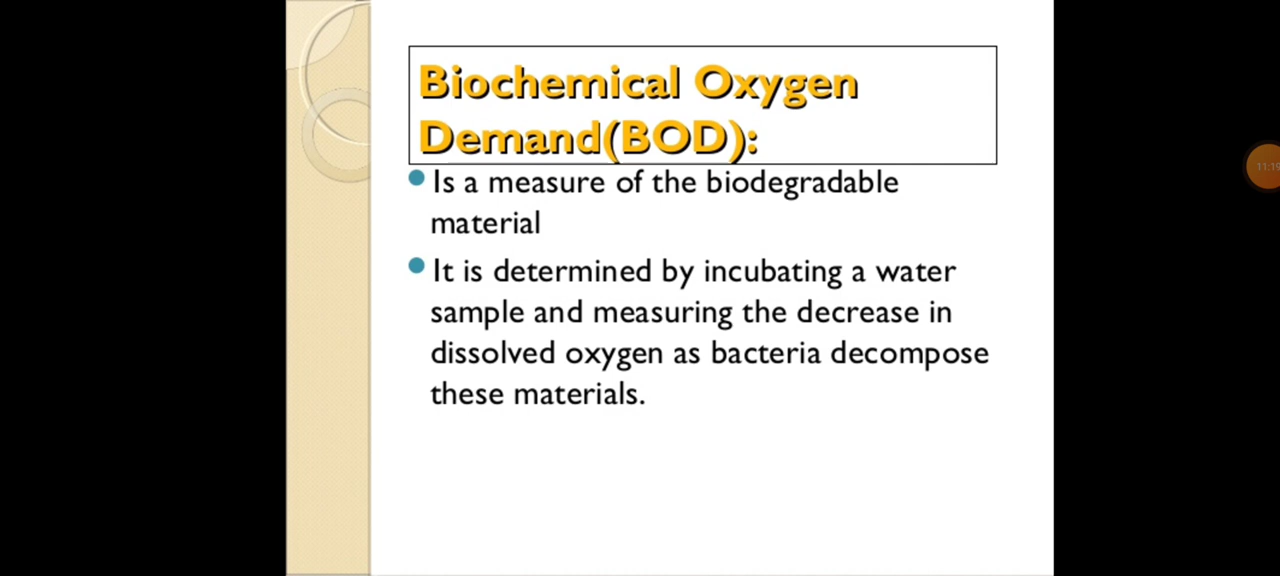 Biochemical Oxygen
Demand(BOD):
Is a measure of the biodegradable
material
It is determined by incubating a water
sample and measuring the decrease in
dissolved oxygen as bacteria decompose
these materials.